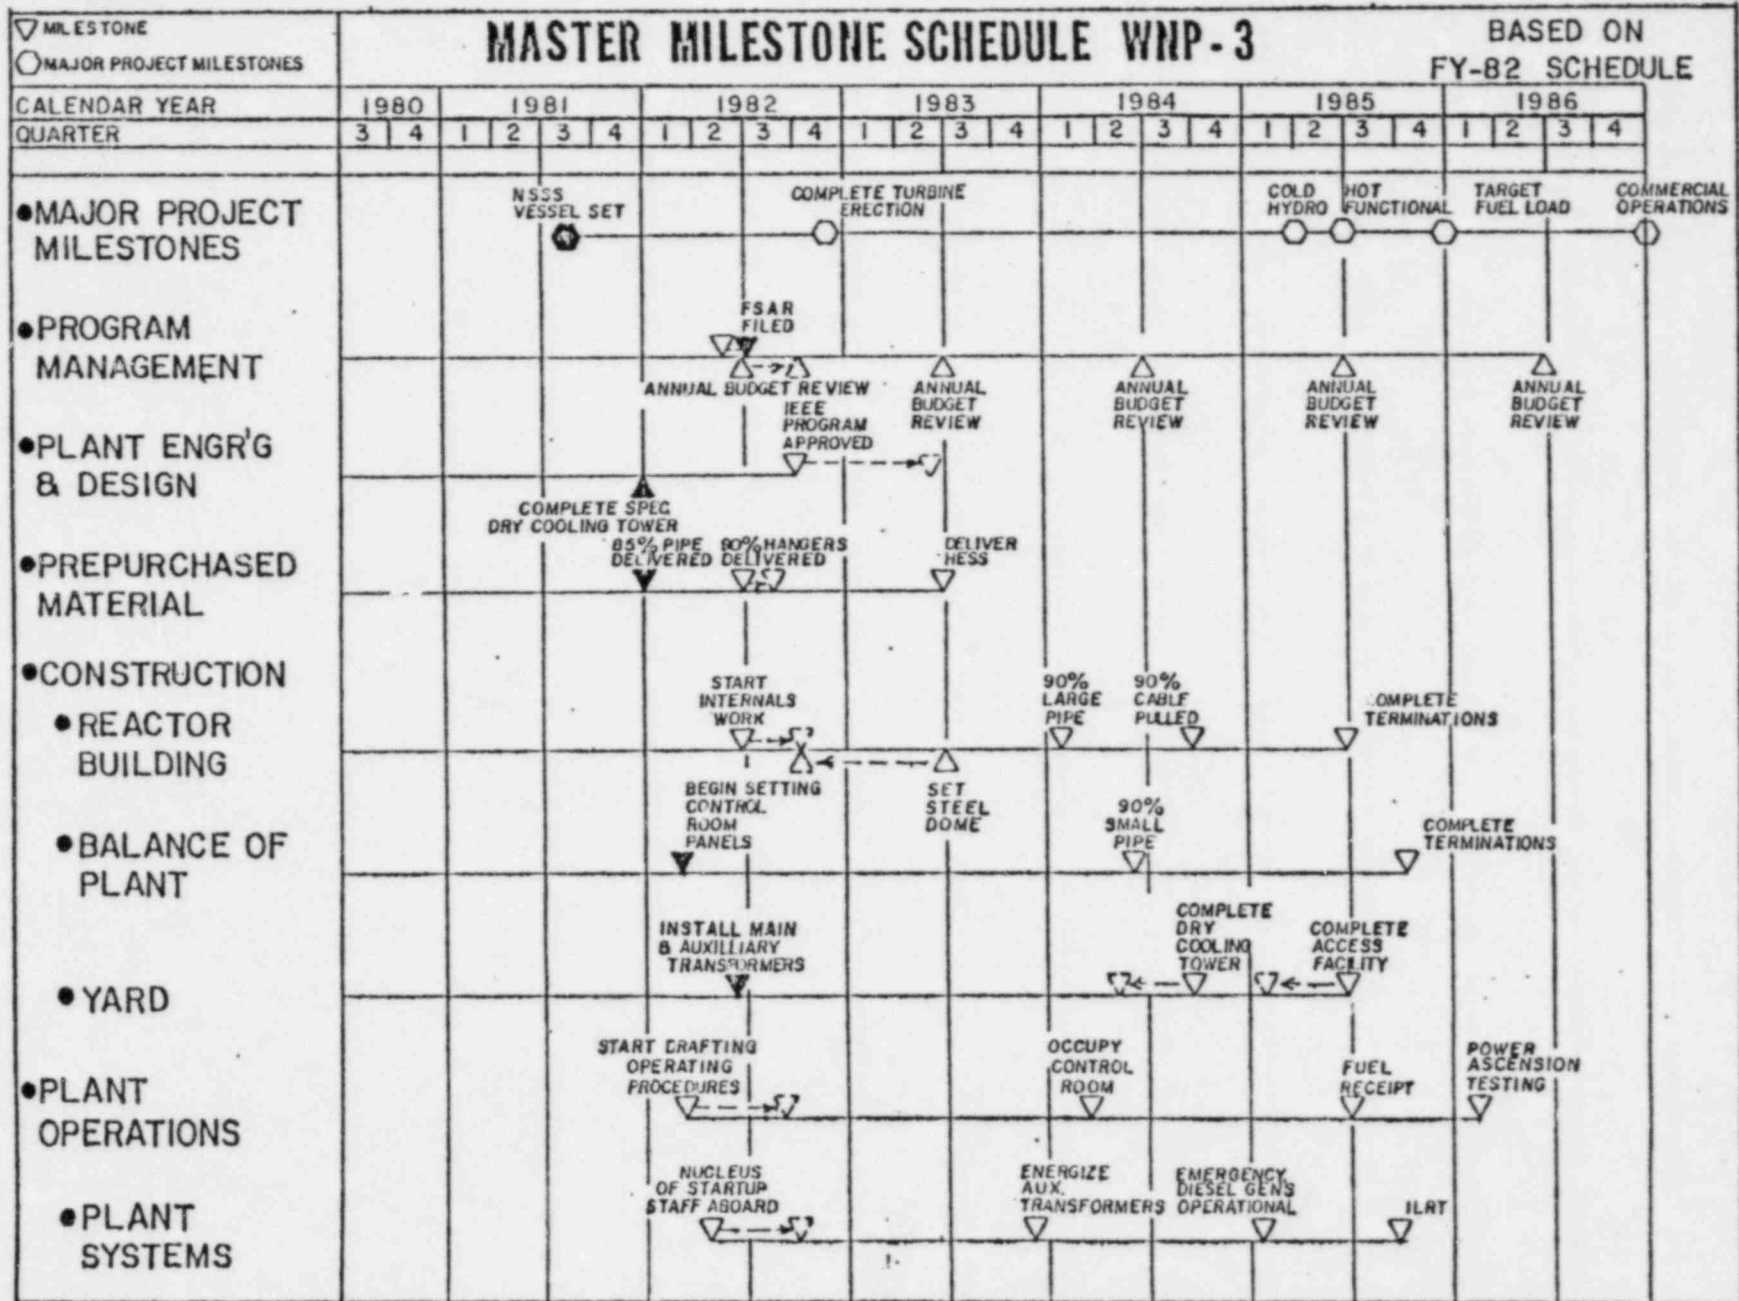 MILESTONE
MAJOR PROJECT MILESTONES
MASTER MILESTONE SCHEDULE WNP-3
BASED ON
FY-82 SCHEDULE
CALENDAR YEAR 1980 1981 1982 1983 1984 1985 1986
QUARTER 3 4 1 2 3 4 1 2 3 4 1 2 3 4 1 2 3 4 1 2 3 4 1 2 3 4
•MAJOR PROJECT
MILESTONES
NSSS
VESSEL SET
COMPLETE TURBINE
ERECTION
COLD
HYDRO
HOT
FUNCTIONAL
TARGET
FUEL LOAD
COMMERCIAL
OPERATIONS
•PROGRAM
MANAGEMENT
FSAR
FILED
ANNUAL BUDGET REVIEW
ANNUAL
BUDGET
REVIEW
ANNUAL
BUDGET
REVIEW
ANNUAL
BUDGET
REVIEW
ANNUAL
BUDGET
REVIEW
•PLANT ENGR'G
& DESIGN
IEEE
PROGRAM
APPROVED
COMPLETE SPEC
DRY COOLING TOWER
•PREPURCHASED
MATERIAL
85% PIPE
DELIVERED
90% HANGERS
DELIVERED
DELIVER
HESS
•CONSTRUCTION
•REACTOR
BUILDING
START
INTERNALS
WORK
90%
LARGE
PIPE
90%
CABLE
PULLED
OMPLETE
TERMINATIONS
SET
STEEL
DOME
•BALANCE OF
PLANT
BEGIN SETTING
CONTROL
ROOM
PANELS
90%
SMALL
PIPE
COMPLETE
TERMINATIONS
•YARD
INSTALL MAIN
& AUXILLIARY
TRANSFORMERS
COMPLETE
DRY
COOLING
TOWER
COMPLETE
ACCESS
FACILITY
•PLANT
OPERATIONS
START DRAFTING
OPERATING
PROCEDURES
OCCUPY
CONTROL
ROOM
FUEL
RECEIPT
POWER
ASCENSION
TESTING
•PLANT
SYSTEMS
NUCLEUS
OF STARTUP
STAFF ABOARD
ENERGIZE
AUX.
TRANSFORMERS
EMERGENCY
DIESEL GENS
OPERATIONAL
ILRT